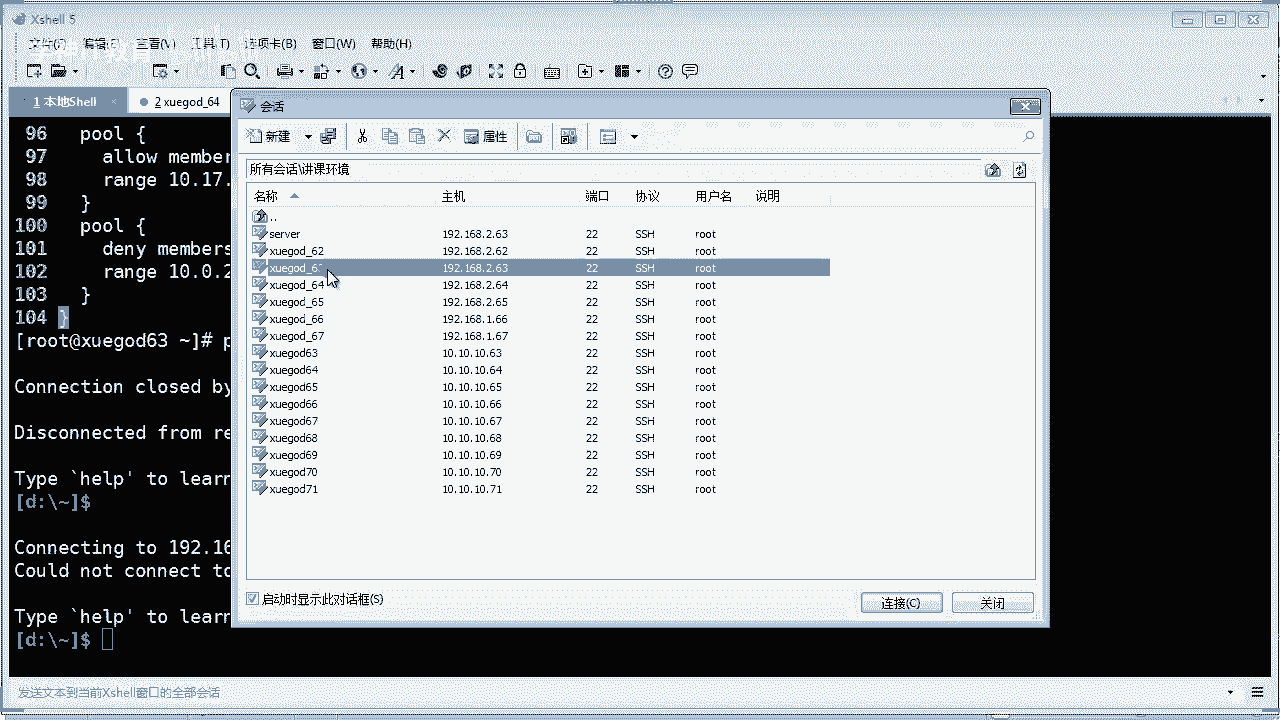 Xshell 5
文件(F) 编辑(E) 查看(V) 工具(T) 选项卡(B) 窗口(W) 帮助(H)
1 本地Shell
2 xuegod_64
会话
新建 属性
所有会话\讲课环境
名称 主机 端口 协议 用户名 说明
..
server 192.168.2.63 22 SSH root
xuegod_62 192.168.2.62 22 SSH root
xuegod_6 192.168.2.63 22 SSH root
xuegod_64 192.168.2.64 22 SSH root
xuegod_65 192.168.2.65 22 SSH root
xuegod_66 192.168.1.66 22 SSH root
xuegod_67 192.168.1.67 22 SSH root
xuegod63 10.10.10.63 22 SSH root
xuegod64 10.10.10.64 22 SSH root
xuegod65 10.10.10.65 22 SSH root
xuegod66 10.10.10.66 22 SSH root
xuegod67 10.10.10.67 22 SSH root
xuegod68 10.10.10.68 22 SSH root
xuegod69 10.10.10.69 22 SSH root
xuegod70 10.10.10.70 22 SSH root
xuegod71 10.10.10.71 22 SSH root
启动时显示此对话框(S)
连接(C) 关闭
96 pool {
97 allow member
98 range 10.17.
99 }
100 pool {
101 deny members
102 range 10.0.2
103 }
104 }
[root@xuegod63 ~]# p
Connection closed by
Disconnected from re
Type `help' to learn
[d:\~]$
Connecting to 192.16
Could not connect to
Type `help' to learn
[d:\~]$
发送文本到当前Xshell窗口的全部会话